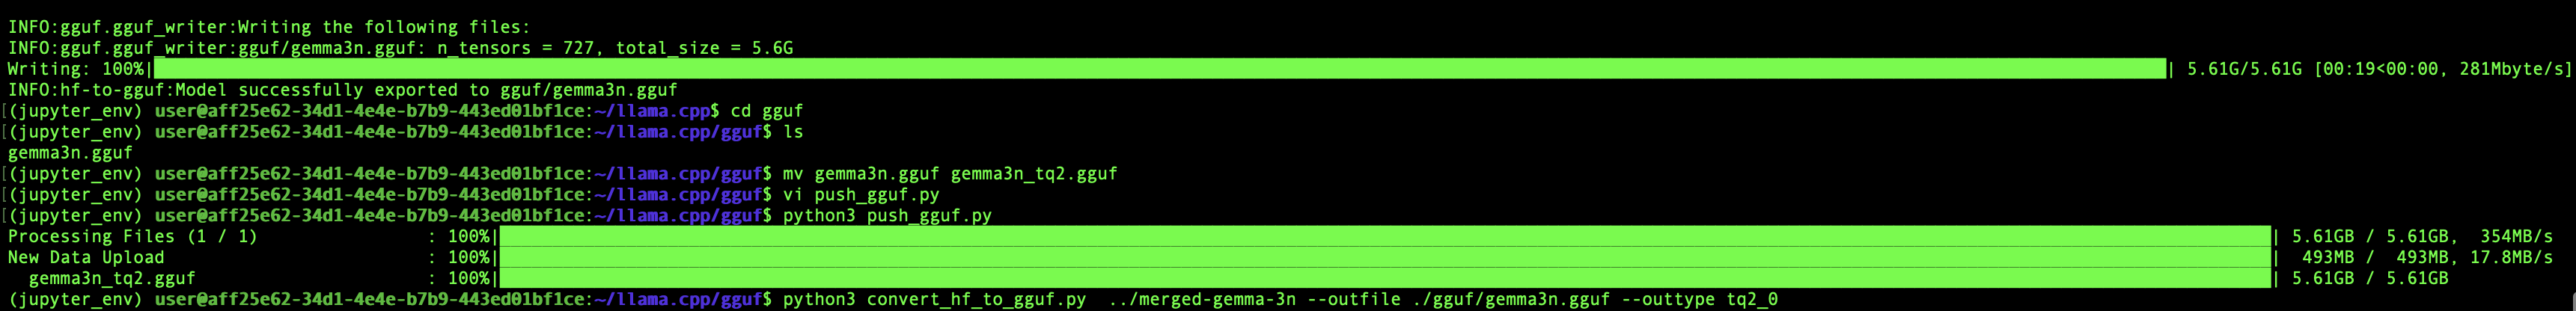 INFO:gguf.gguf_writer:Writing the following files:
INFO:gguf.gguf_writer:gguf/gemma3n.gguf: n_tensors = 727, total_size = 5.6G
Writing: 100%| | 5.61G/5.61G [00:19<00:00, 281Mbyte/s]
INFO:hf-to-gguf:Model successfully exported to gguf/gemma3n.gguf
[(jupyter_env) user@aff25e62-34d1-4e4e-b7b9-443ed01bf1ce:~/llama.cpp$ cd gguf
[(jupyter_env) user@aff25e62-34d1-4e4e-b7b9-443ed01bf1ce:~/llama.cpp/gguf$ ls
gemma3n.gguf
[(jupyter_env) user@aff25e62-34d1-4e4e-b7b9-443ed01bf1ce:~/llama.cpp/gguf$ mv gemma3n.gguf gemma3n_tq2.gguf
[(jupyter_env) user@aff25e62-34d1-4e4e-b7b9-443ed01bf1ce:~/llama.cpp/gguf$ vi push_gguf.py
[(jupyter_env) user@aff25e62-34d1-4e4e-b7b9-443ed01bf1ce:~/llama.cpp/gguf$ python3 push_gguf.py
Processing Files (1 / 1) : 100%| | 5.61GB / 5.61GB, 354MB/s
New Data Upload : 100%| | 493MB / 493MB, 17.8MB/s
gemma3n_tq2.gguf : 100%| | 5.61GB / 5.61GB
(jupyter_env) user@aff25e62-34d1-4e4e-b7b9-443ed01bf1ce:~/llama.cpp/gguf$ python3 convert_hf_to_gguf.py ../merged-gemma-3n --outfile ./gguf/gemma3n.gguf --outtype tq2_0